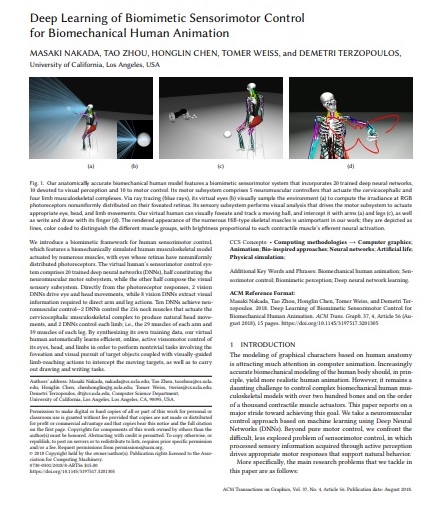 Deep Learning of Biomimetic Sensorimotor Control
for Biomechanical Human Animation
MASAKI NAKADA, TAO ZHOU, HONGLIN CHEN, TOMER WEISS, and DEMETRI TERZOPOULOS,
University of California, Los Angeles, USA
(a)
(b)
(c)
(d)
Fig. 1. Our anatomically accurate biomechanical human model features a biomimetic sensorimotor system that incorporates 20 trained deep neural networks,
10 devoted to visual perception and 10 to motor control. Its motor subsystem comprises 5 neuromuscular controllers that actuate the cervicocephalic and
four limb musculoskeletal complexes. Via ray tracing (blue rays), its virtual eyes (b) visually sample the environment (a) to compute the irradiance at RGB
photoreceptors nonuniformly distributed on their foveated retinas. Its sensory subsystem performs visual analysis that drives the motor subsystem to actuate
appropriate eye, head, and limb movements. Our virtual human can visually foveate and track a moving ball, and intercept it with arms (a) and legs (c), as well
as write and draw with its finger (d). The rendered appearance of the numerous Hill-type skeletal muscles is unimportant in our work; they are depicted as
lines, color coded to distinguish the different muscle groups, with brightness proportional to each contractile muscle's efferent neural activation.
We introduce a biomimetic framework for human sensorimotor control,
which features a biomechanically simulated human musculoskeletal model
actuated by numerous muscles, with eyes whose retinas have nonuniformly
distributed photoreceptors. The virtual human's sensorimotor control sys-
tem comprises 20 trained deep neural networks (DNNs), half constituting the
neuromuscular motor subsystem, while the other half compose the visual
sensory subsystem. Directly from the photoreceptor responses, 2 vision
DNNs drive eye and head movements, while 8 vision DNNs extract visual
information required to direct arm and leg actions. Ten DNNs achieve neu-
romuscular control—2 DNNs control the 216 neck muscles that actuate the
cervicocephalic musculoskeletal complex to produce natural head move-
ments, and 2 DNNs control each limb; i.e., the 29 muscles of each arm and
39 muscles of each leg. By synthesizing its own training data, our virtual
human automatically learns efficient, online, active visuomotor control of
its eyes, head, and limbs in order to perform nontrivial tasks involving the
foveation and visual pursuit of target objects coupled with visually-guided
limb-reaching actions to intercept the moving targets, as well as to carry
out drawing and writing tasks.
Authors' address: Masaki Nakada, nakada@cs.ucla.edu; Tao Zhou, taozhou@ucla.
edu; Honglin Chen, chenhonglin@ucla.edu; Tomer Weiss, tweiss@cs.ucla.edu;
Demetri Terzopoulos, dt@cs.ucla.edu, Computer Science Department,
University of California, Los Angeles, Los Angeles, CA, 90095, USA.
Permission to make digital or hard copies of all or part of this work for personal or
classroom use is granted without fee provided that copies are not made or distributed
for profit or commercial advantage and that copies bear this notice and the full citation
on the first page. Copyrights for components of this work owned by others than the
author(s) must be honored. Abstracting with credit is permitted. To copy otherwise, or
republish, to post on servers or to redistribute to lists, requires prior specific permission
and/or a fee. Request permissions from permissions@acm.org.
© 2018 Copyright held by the owner/author(s). Publication rights licensed to the Asso-
ciation for Computing Machinery.
0730-0301/2018/8-ART56 $15.00
https://doi.org/10.1145/3197517.3201305
CCS Concepts: • Computing methodologies → Computer graphics;
Animation; Bio-inspired approaches; Neural networks; Artificial life;
Physical simulation;
Additional Key Words and Phrases: Biomechanical human animation; Sen-
sorimotor control; Biomimetic perception; Deep neural network learning.
ACM Reference Format:
Masaki Nakada, Tao Zhou, Honglin Chen, Tomer Weiss, and Demetri Ter-
zopoulos. 2018. Deep Learning of Biomimetic Sensorimotor Control for
Biomechanical Human Animation. ACM Trans. Graph. 37, 4, Article 56 (Au-
gust 2018), 15 pages. https://doi.org/10.1145/3197517.3201305
1 INTRODUCTION
The modeling of graphical characters based on human anatomy
is attracting much attention in computer animation. Increasingly
accurate biomechanical modeling of the human body should, in prin-
ciple, yield more realistic human animation. However, it remains a
daunting challenge to control complex biomechanical human mus-
culoskeletal models with over two hundred bones and on the order
of a thousand contractile muscle actuators. This paper reports on a
major stride toward achieving this goal. We take a neuromuscular
control approach based on machine learning using Deep Neural
Networks (DNNs). Beyond pure motor control, we confront the
difficult, less explored problem of sensorimotor control, in which
processed sensory information acquired through active perception
drives appropriate motor responses that support natural behavior.
More specifically, the main research problems that we tackle in
this paper are as follows:
ACM Transactions on Graphics, Vol. 37, No. 4, Article 56. Publication date: August 2018.